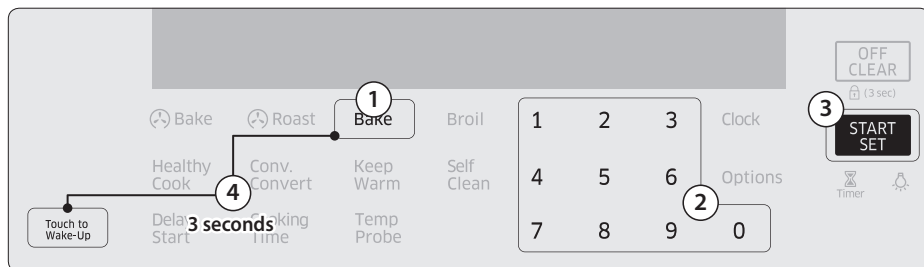 OFF
CLEAR
(3 sec)
1
3
Bake
Roast
Bake
Broil
1 2 3
Clock
START
SET
Healthy
Cook
Conv.
Convert
Keep
Warm
Self
Clean
4 5 6
Options
Timer
4
2
Touch to
Wake-Up
Start
3 seconds
Time
Temp
Probe
7 8 9 0